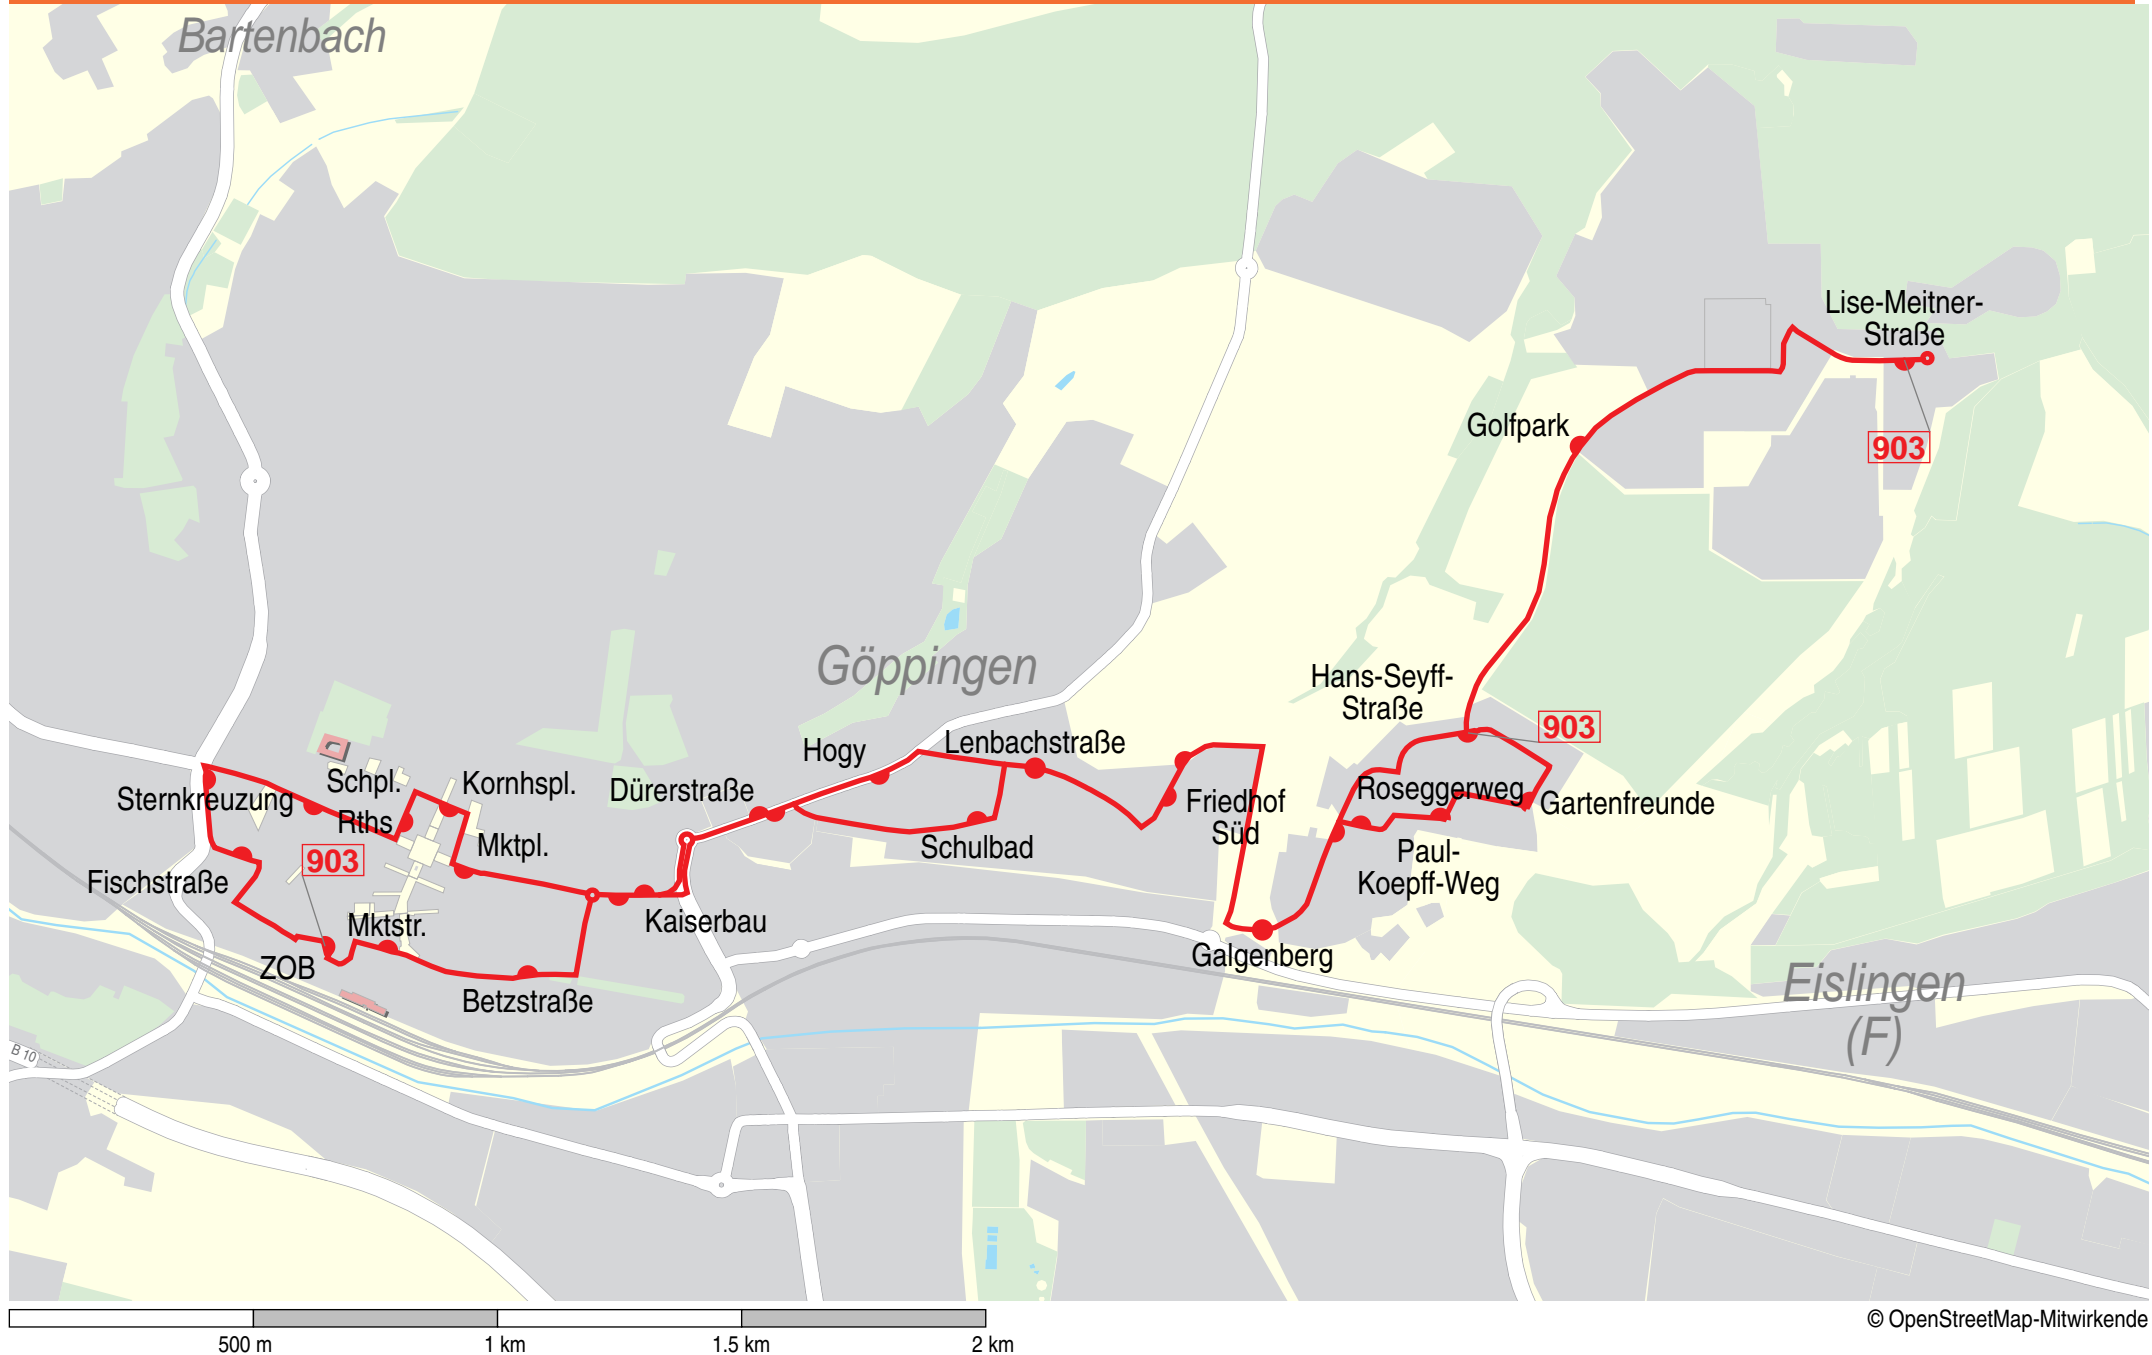 Bartenbach
Lise-Meitner-
Straße
Golfpark
903
Göppingen
Hans-Seyff-
Straße
903
Hogy
Lenbachstraße
Schpl.
Kornhspl.
Dürerstraße
Sternkreuzung
Roseggerweg
Gartenfreunde
Friedhof
Süd
Rths
Mktpl.
Schulbad
903
Paul-
Koepff-Weg
Fischstraße
Mktstr.
Kaiserbau
ZOB
Galgenberg
Betzstraße
Eislingen
(F)
B 10
© OpenStreetMap-Mitwirkende
500 m
1 km
1.5 km
2 km